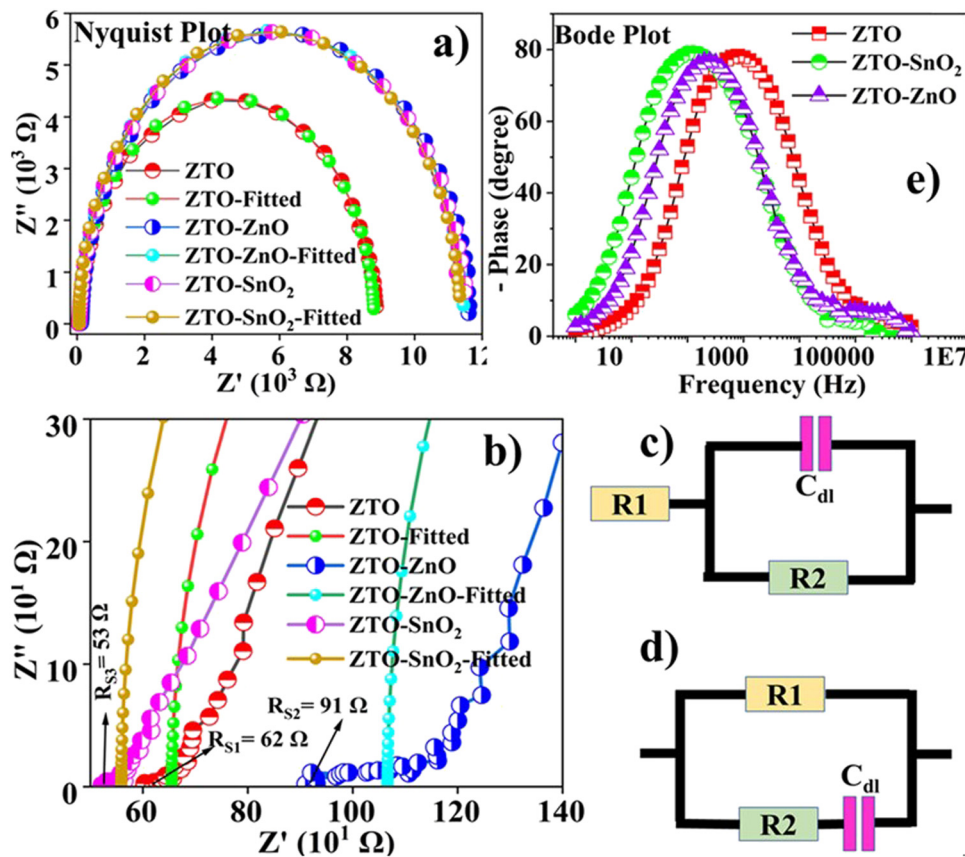 Nyquist Plot
a)
Z'' (10³ Ω)
6
5
4
3
2
1
0
ZTO
ZTO-Fitted
ZTO-ZnO
ZTO-ZnO-Fitted
ZTO-SnO₂
ZTO-SnO₂-Fitted
0 2 4 6 8 10 12
Z' (10³ Ω)
Bode Plot
e)
- Phase (degree)
80
60
40
20
0
ZTO
ZTO-SnO₂
ZTO-ZnO
10 1000 100000 1E7
Frequency (Hz)
b)
Z'' (10¹ Ω)
30
20
10
0
ZTO
ZTO-Fitted
ZTO-ZnO
ZTO-ZnO-Fitted
ZTO-SnO₂
ZTO-SnO₂-Fitted
R_S3= 53 Ω
R_S2= 91 Ω
R_S1= 62 Ω
60 80 100 120 140
Z' (10¹ Ω)
c)
C_dl
R1
R2
d)
R1
C_dl
R2